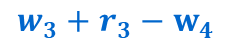 w₃ + r₃ − w₄